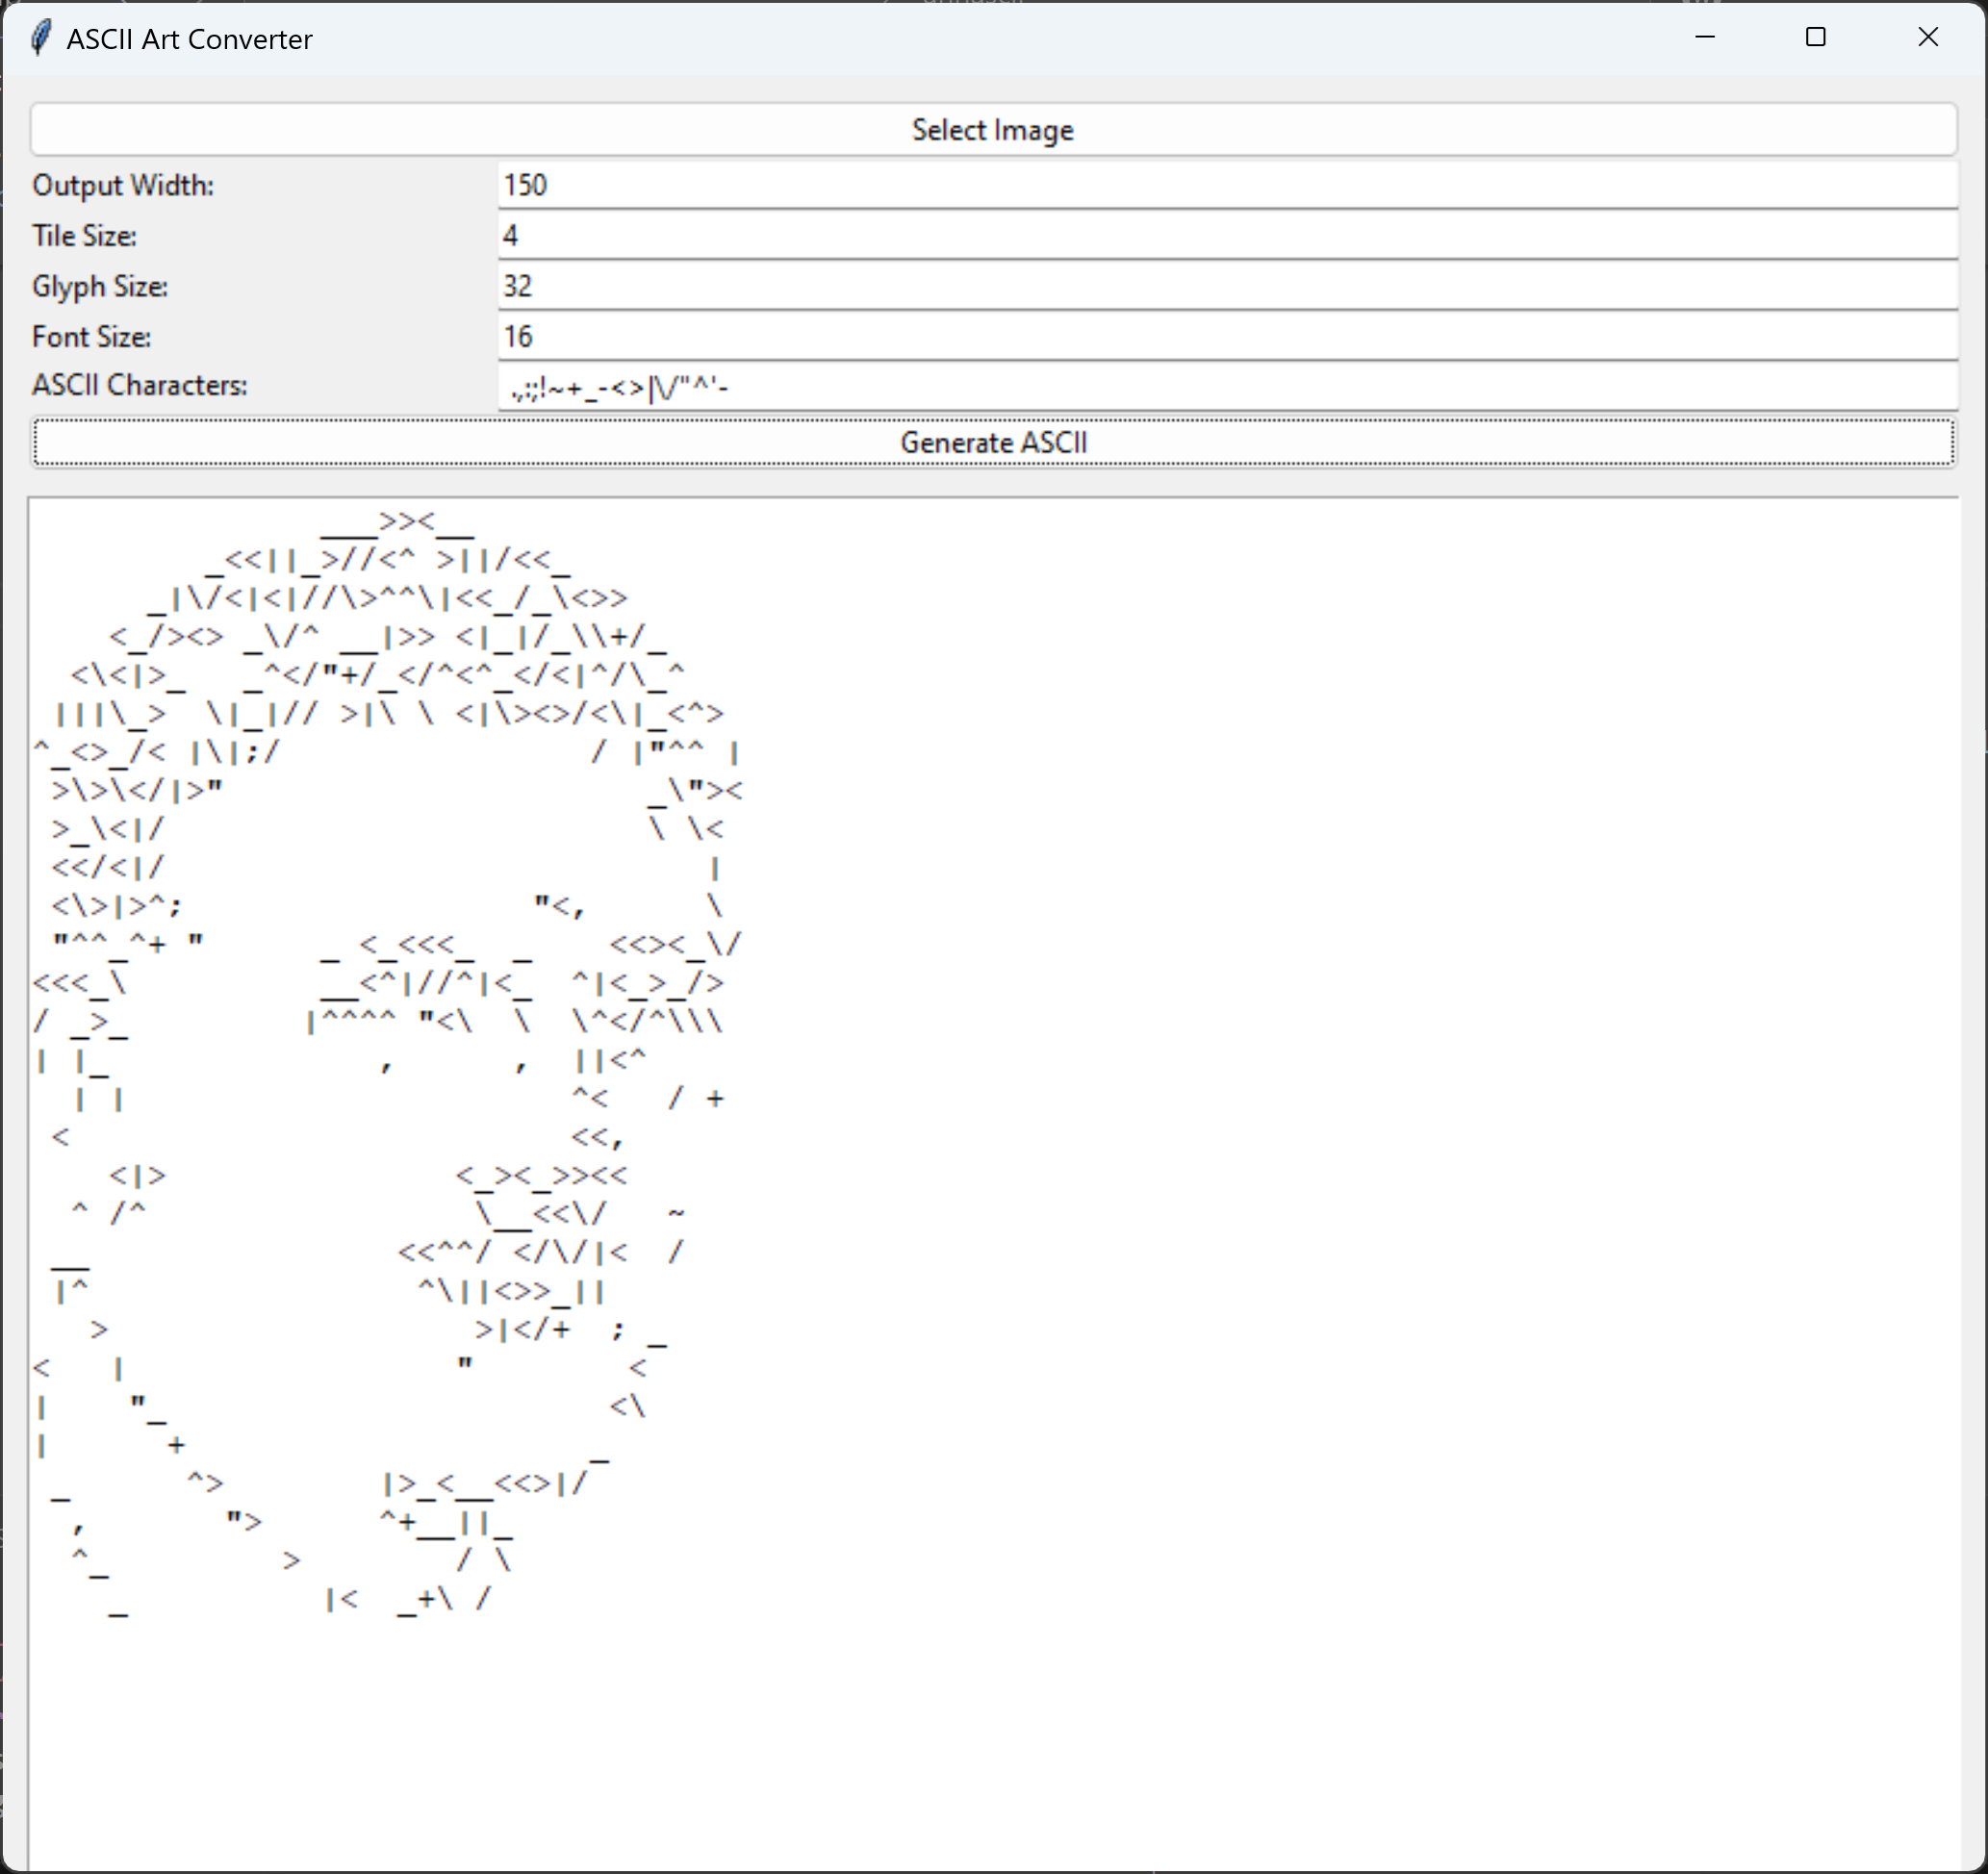 ASCII Art Converter
Select Image
Output Width: 150
Tile Size: 4
Glyph Size: 32
Font Size: 16
ASCII Characters: .,:;!~+_-<>|\/"^'-
Generate ASCII
               ___>><__
         _<<||_>//<^ >||/<<_
      _|\/<|<|//\>^^\|<<_/_\<>>
    <_/><> _\/^ __|>> <|_|/_\\+/_
  <\<|>_   _^</"+/_</^<^_</<|^/\_^
 |||\_>  \|_|// >|\ \ <|\><>/<\|_<^>
^_<>_/< |\|;/                / |"^^ |
 >\>\</|>"                      _\"><
 >_\<|/                         \ \<
 <</<|/                            |
 <\>|>^;                  "<,      \
 "^^_^+ "      _ <_<<<_  _    <<><_\/
<<<_\          __<^|//^|<_  ^|<_>_/>
/ _>_         |^^^^ "<\  \  \^</^\\\
| |_              ,      ,  ||<^
  | |                       ^<   / +
 <                          <<,
    <|>               <_><_>><<
  ^ /^                 \__<<\/   ~
 __                <<^^/ </\/|<  /
 |^                 ^\||<>>_||
   >                   >|</+  ; _
<   |                 "        <
|    "_                       <\
|      +                     _
 _      ^>        |>_<__<<>|/
  ,       ">      ^+__||_
  ^_         >        / \
    _          |<  _+\ /